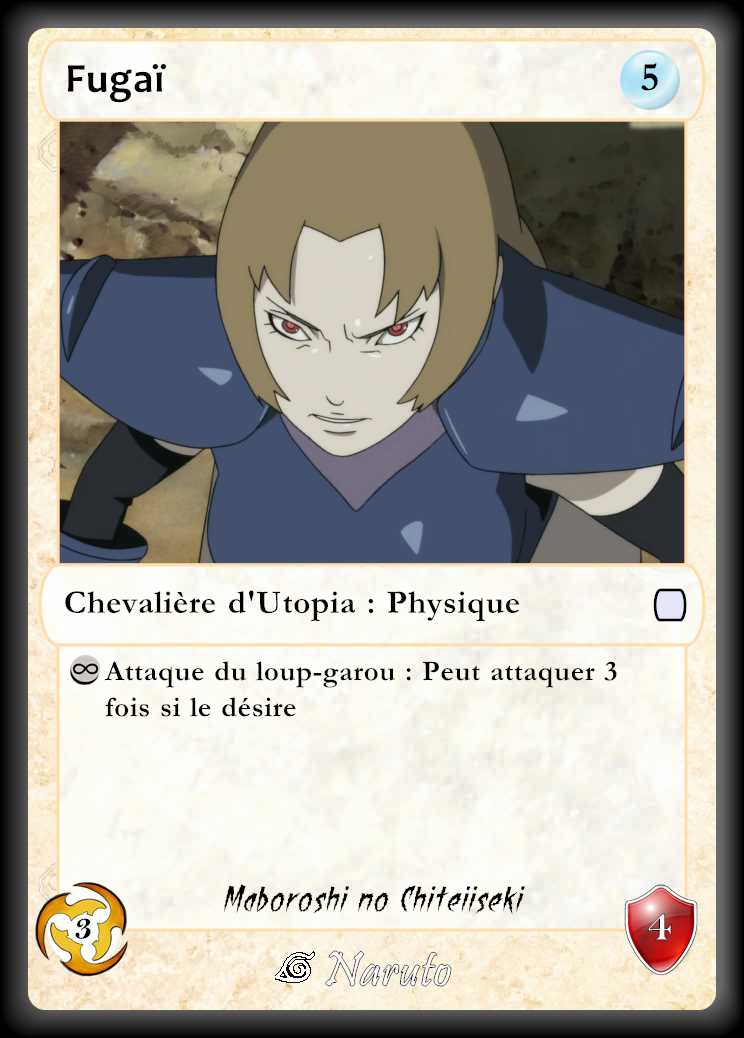 Fugaï
5
Chevalière d'Utopia : Physique
Attaque du loup-garou : Peut attaquer 3
fois si le désire
Maboroshi no Chiteiiseki
3
4
Naruto